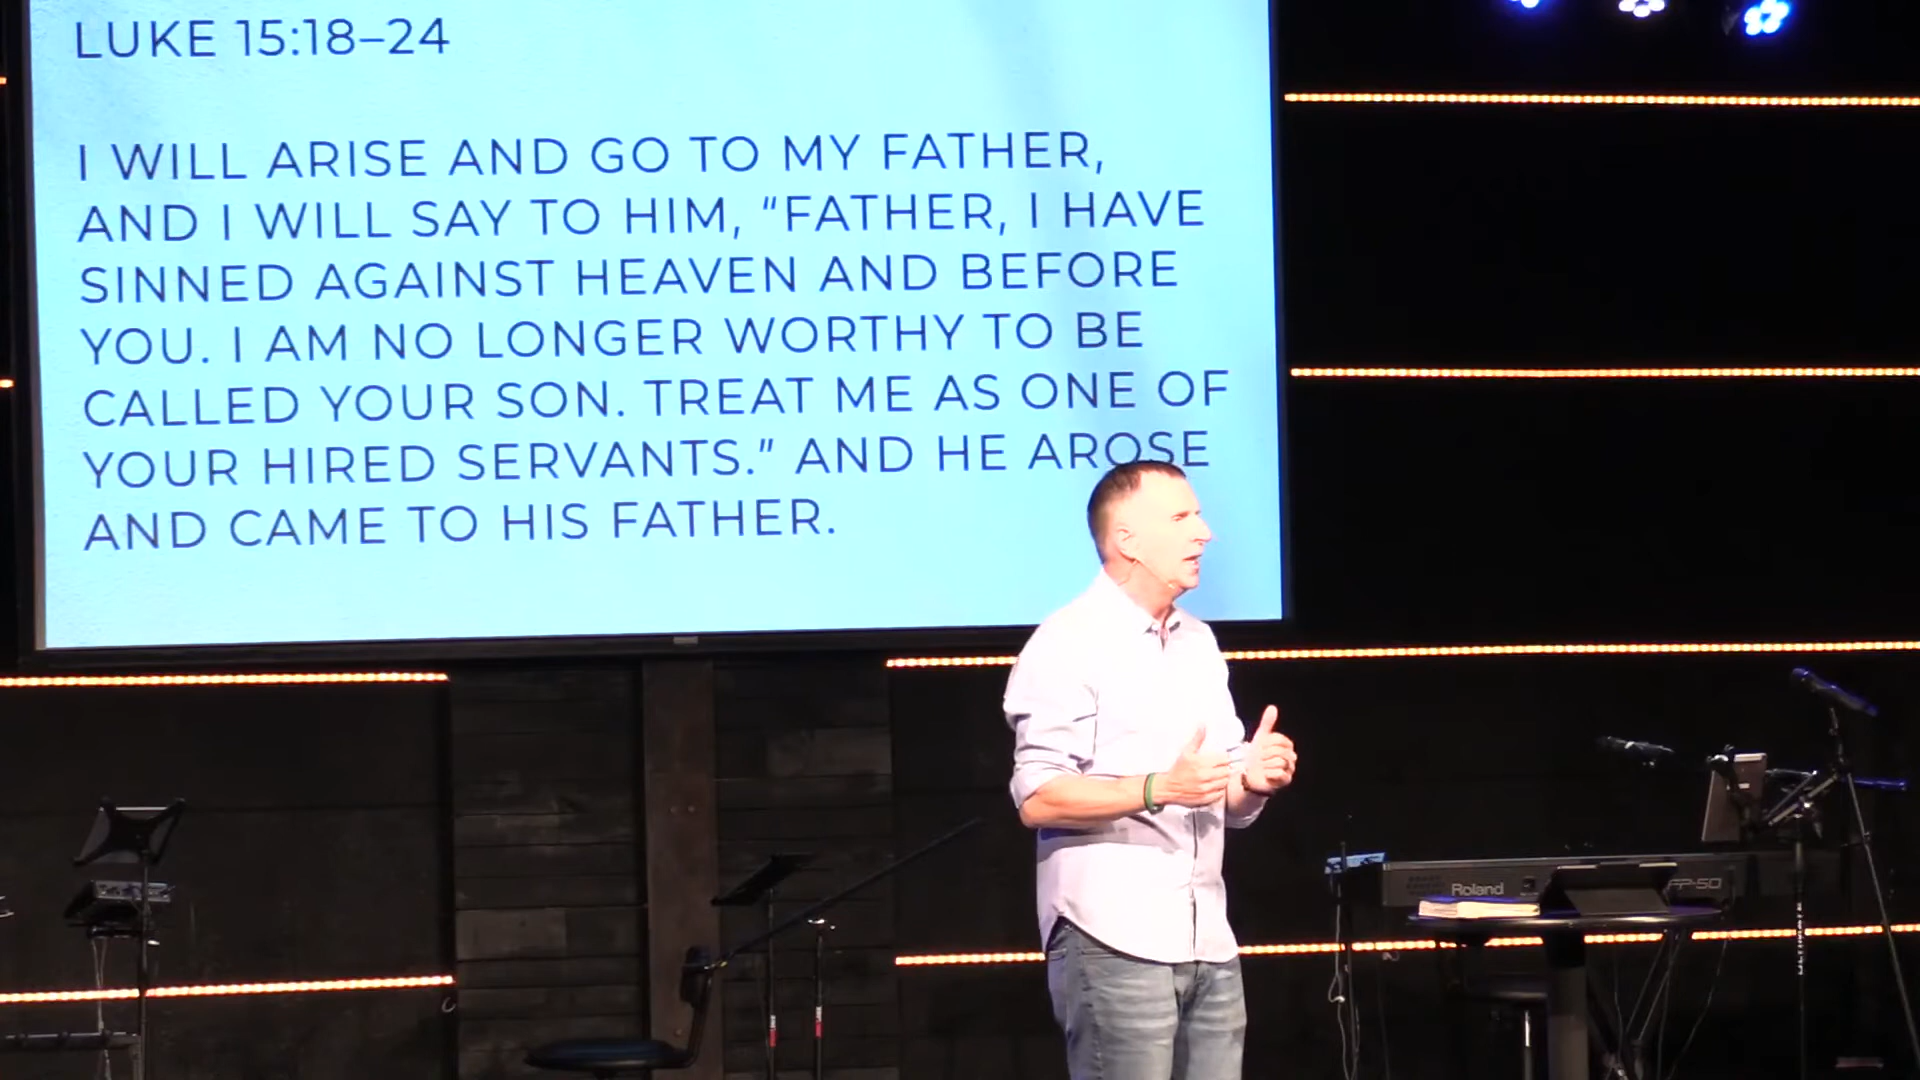 LUKE 15:18–24
I WILL ARISE AND GO TO MY FATHER,
AND I WILL SAY TO HIM, "FATHER, I HAVE
SINNED AGAINST HEAVEN AND BEFORE
YOU. I AM NO LONGER WORTHY TO BE
CALLED YOUR SON. TREAT ME AS ONE OF
YOUR HIRED SERVANTS." AND HE AROSE
AND CAME TO HIS FATHER.
Roland
FP-50